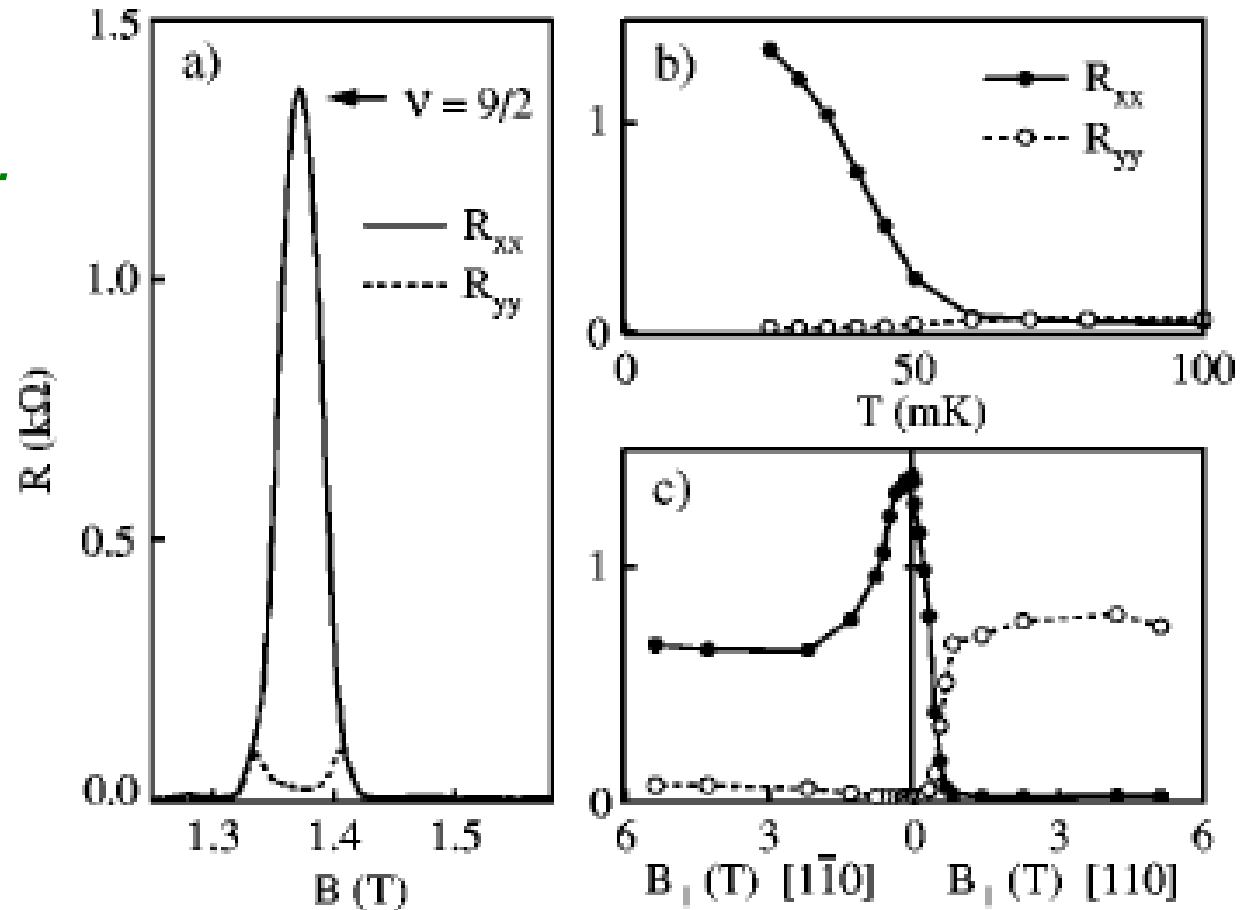 a)
1.5
1.0
0.5
0.0
R (kΩ)
ν = 9/2
R_xx
R_yy
1.3 1.4 1.5
B (T)
b)
R_xx
R_yy
1
0
0 50 100
T (mK)
c)
1
0
6 3 0 3 6
B_∥ (T) [11̄0] B_∥ (T) [110]